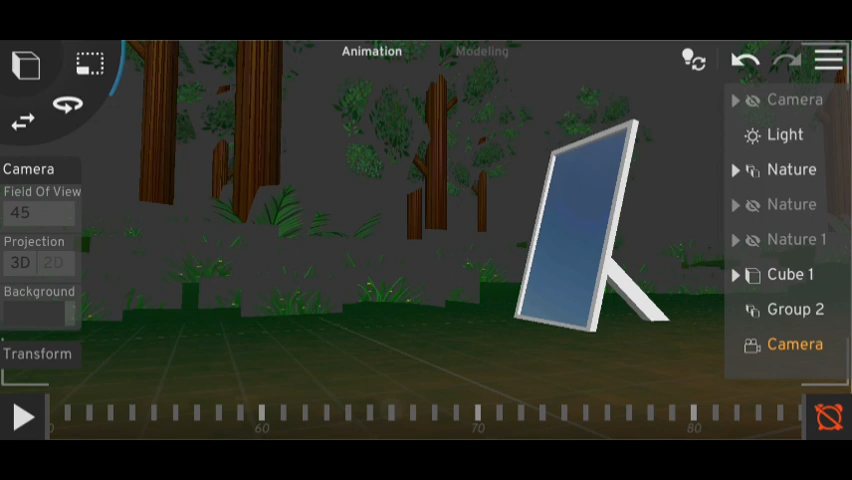 Animation
Modeling
Camera
Field Of View
45
Projection
3D
2D
Background
Transform
Camera
Light
Nature
Nature
Nature 1
Cube 1
Group 2
Camera
60
70
80